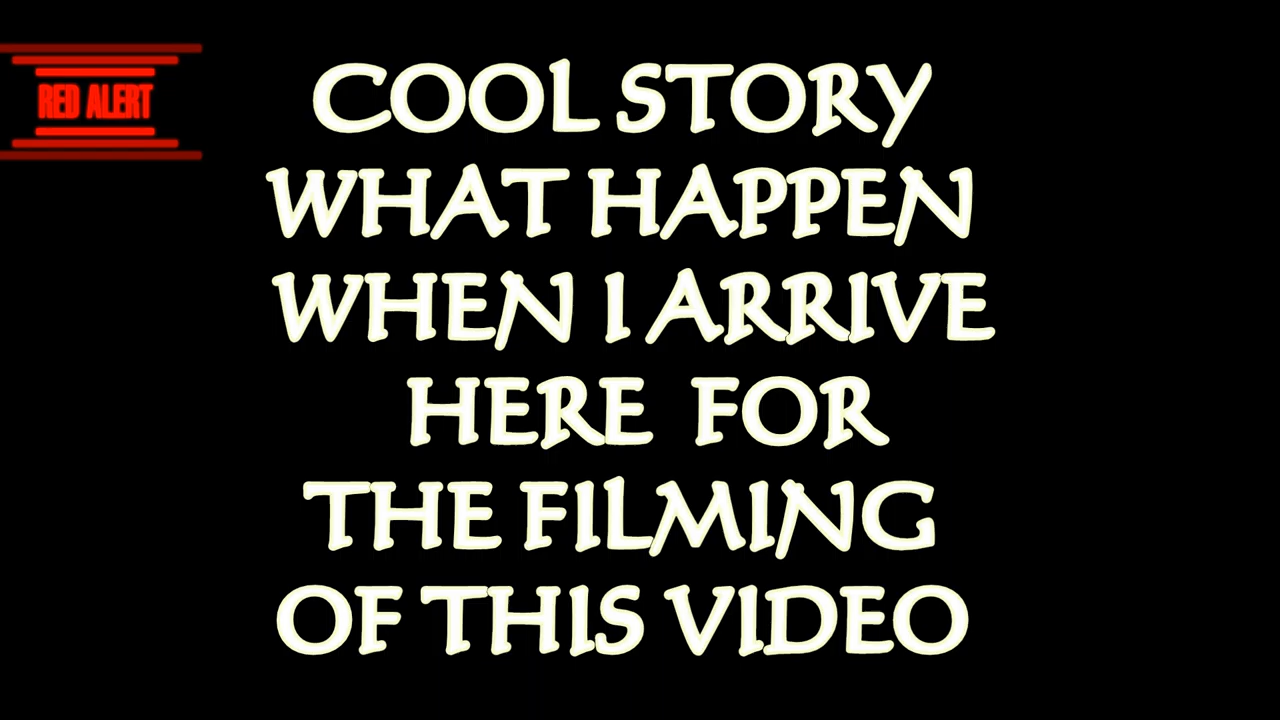 RED ALERT
COOL STORY
WHAT HAPPEN
WHEN I ARRIVE
HERE FOR
THE FILMING
OF THIS VIDEO